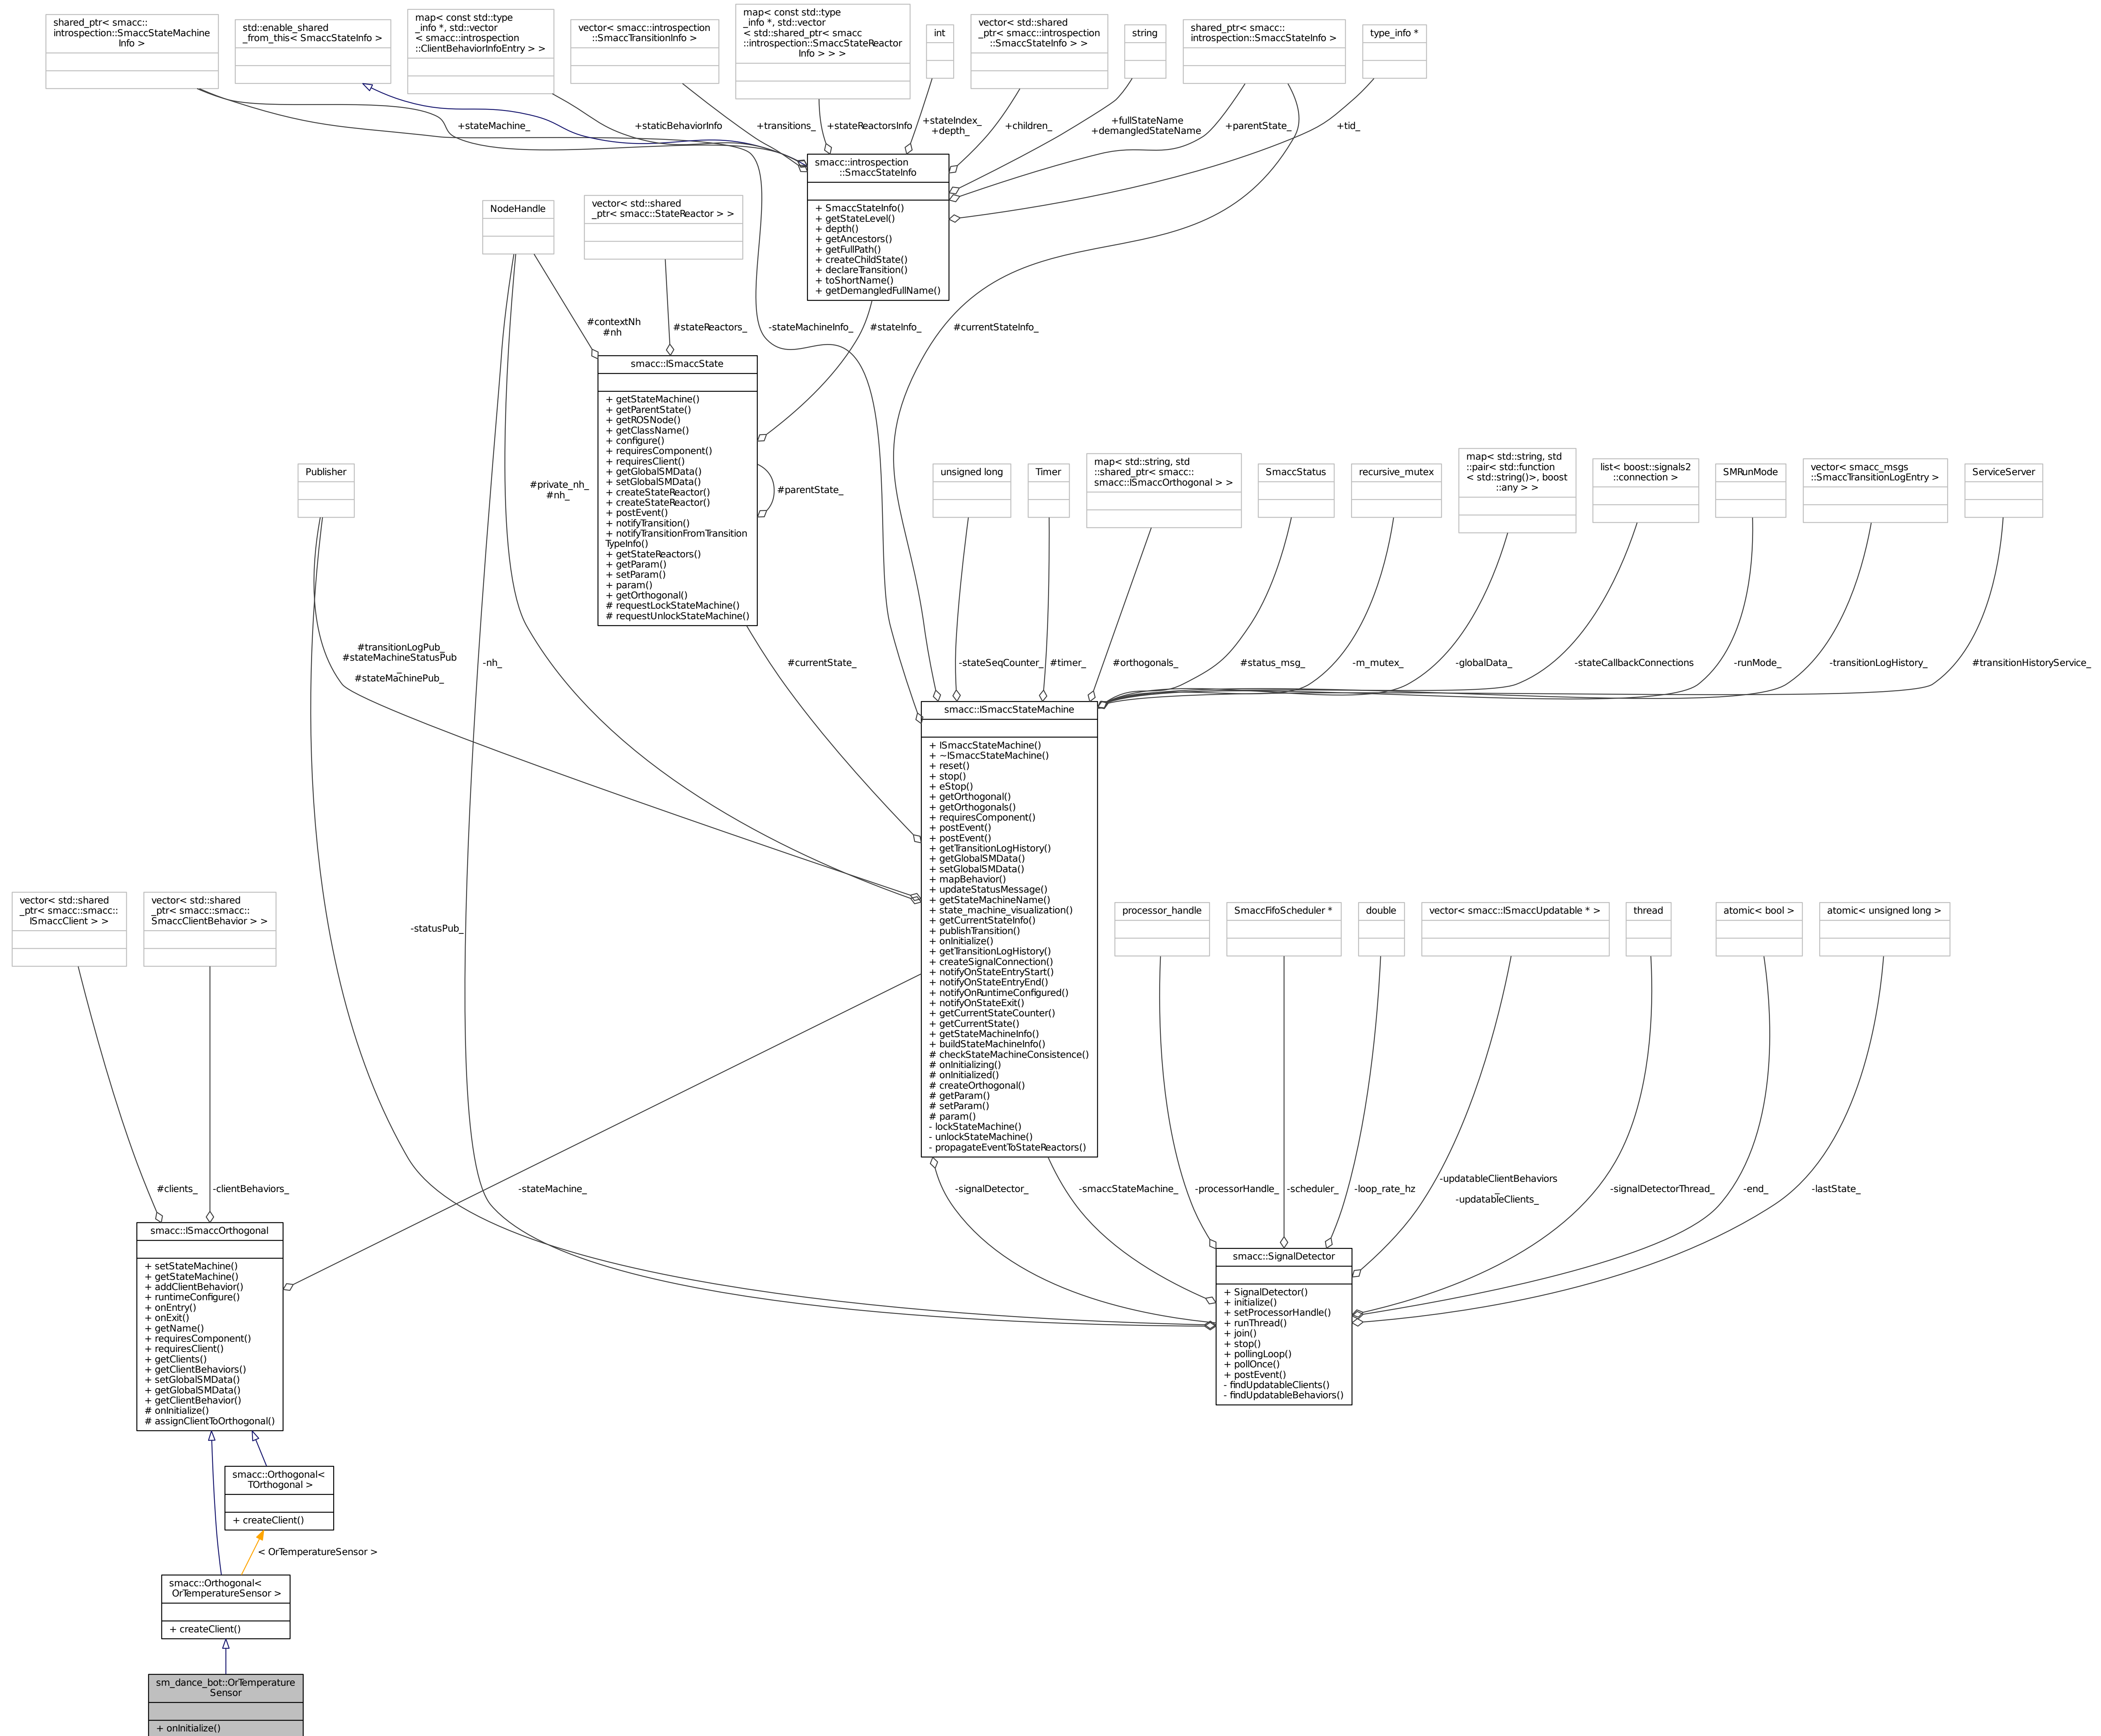 shared_ptr< smacc::
introspection::SmaccStateMachine
Info >
std::enable_shared
_from_this< SmaccStateInfo >
map< const std::type
_info *, std::vector
< smacc::introspection
::ClientBehaviorInfoEntry > >
vector< smacc::introspection
::SmaccTransitionInfo >
map< const std::type
_info *, std::vector
< std::shared_ptr< smacc
::introspection::SmaccStateReactor
Info > > >
int
vector< std::shared
_ptr< smacc::introspection
::SmaccStateInfo > >
string
shared_ptr< smacc::
introspection::SmaccStateInfo >
type_info *
+stateMachine_
+staticBehaviorInfo
+transitions_
+stateReactorsInfo
+stateIndex_
+depth_
+children_
+fullStateName
+demangledStateName
+parentState_
+tid_
smacc::introspection
::SmaccStateInfo
+ SmaccStateInfo()
+ getStateLevel()
+ depth()
+ getAncestors()
+ getFullPath()
+ createChildState()
+ declareTransition()
+ toShortName()
+ getDemangledFullName()
NodeHandle
vector< std::shared
_ptr< smacc::StateReactor > >
#contextNh
#nh
#stateReactors_
-stateMachineInfo_
#stateInfo_
#currentStateInfo_
smacc::ISmaccState
+ getStateMachine()
+ getParentState()
+ getROSNode()
+ getClassName()
+ configure()
+ requiresComponent()
+ requiresClient()
+ getGlobalSMData()
+ setGlobalSMData()
+ createStateReactor()
+ createStateReactor()
+ postEvent()
+ notifyTransition()
+ notifyTransitionFromTransition
TypeInfo()
+ getStateReactors()
+ getParam()
+ setParam()
+ param()
+ getOrthogonal()
# requestLockStateMachine()
# requestUnlockStateMachine()
#parentState_
#private_nh_
#nh_
Publisher
unsigned long
Timer
map< std::string, std
::shared_ptr< smacc::
smacc::ISmaccOrthogonal > >
SmaccStatus
recursive_mutex
map< std::string, std
::pair< std::function
< std::string()>, boost
::any > >
list< boost::signals2
::connection >
SMRunMode
vector< smacc_msgs
::SmaccTransitionLogEntry >
ServiceServer
#transitionLogPub_
#stateMachineStatusPub
_
#stateMachinePub_
-nh_
#currentState_
-stateSeqCounter_
#timer_
#orthogonals_
#status_msg_
-m_mutex_
-globalData_
-stateCallbackConnections
-runMode_
-transitionLogHistory_
#transitionHistoryService_
smacc::ISmaccStateMachine
+ ISmaccStateMachine()
+ ~ISmaccStateMachine()
+ reset()
+ stop()
+ eStop()
+ getOrthogonal()
+ getOrthogonals()
+ requiresComponent()
+ postEvent()
+ postEvent()
+ getTransitionLogHistory()
+ getGlobalSMData()
+ setGlobalSMData()
+ mapBehavior()
+ updateStatusMessage()
+ getStateMachineName()
+ state_machine_visualization()
+ getCurrentStateInfo()
+ publishTransition()
+ onInitialize()
+ getTransitionLogHistory()
+ createSignalConnection()
+ notifyOnStateEntryStart()
+ notifyOnStateEntryEnd()
+ notifyOnRuntimeConfigured()
+ notifyOnStateExit()
+ getCurrentStateCounter()
+ getCurrentState()
+ getStateMachineInfo()
+ buildStateMachineInfo()
# checkStateMachineConsistence()
# onInitializing()
# onInitialized()
# createOrthogonal()
# getParam()
# setParam()
# param()
- lockStateMachine()
- unlockStateMachine()
- propagateEventToStateReactors()
vector< std::shared
_ptr< smacc::smacc::
ISmaccClient > >
vector< std::shared
_ptr< smacc::smacc::
SmaccClientBehavior > >
-statusPub_
processor_handle
SmaccFifoScheduler *
double
vector< smacc::ISmaccUpdatable * >
thread
atomic< bool >
atomic< unsigned long >
#clients_
-clientBehaviors_
-stateMachine_
-signalDetector_
-smaccStateMachine_
-processorHandle_
-scheduler_
-loop_rate_hz
-updatableClientBehaviors
_
-updatableClients_
-signalDetectorThread_
-end_
-lastState_
smacc::ISmaccOrthogonal
+ setStateMachine()
+ getStateMachine()
+ addClientBehavior()
+ runtimeConfigure()
+ onEntry()
+ onExit()
+ getName()
+ requiresComponent()
+ requiresClient()
+ getClients()
+ getClientBehaviors()
+ setGlobalSMData()
+ getGlobalSMData()
+ getClientBehavior()
# onInitialize()
# assignClientToOrthogonal()
smacc::SignalDetector
+ SignalDetector()
+ initialize()
+ setProcessorHandle()
+ runThread()
+ join()
+ stop()
+ pollingLoop()
+ pollOnce()
+ postEvent()
- findUpdatableClients()
- findUpdatableBehaviors()
smacc::Orthogonal<
TOrthogonal >
+ createClient()
< OrTemperatureSensor >
smacc::Orthogonal<
OrTemperatureSensor >
+ createClient()
sm_dance_bot::OrTemperature
Sensor
+ onInitialize()